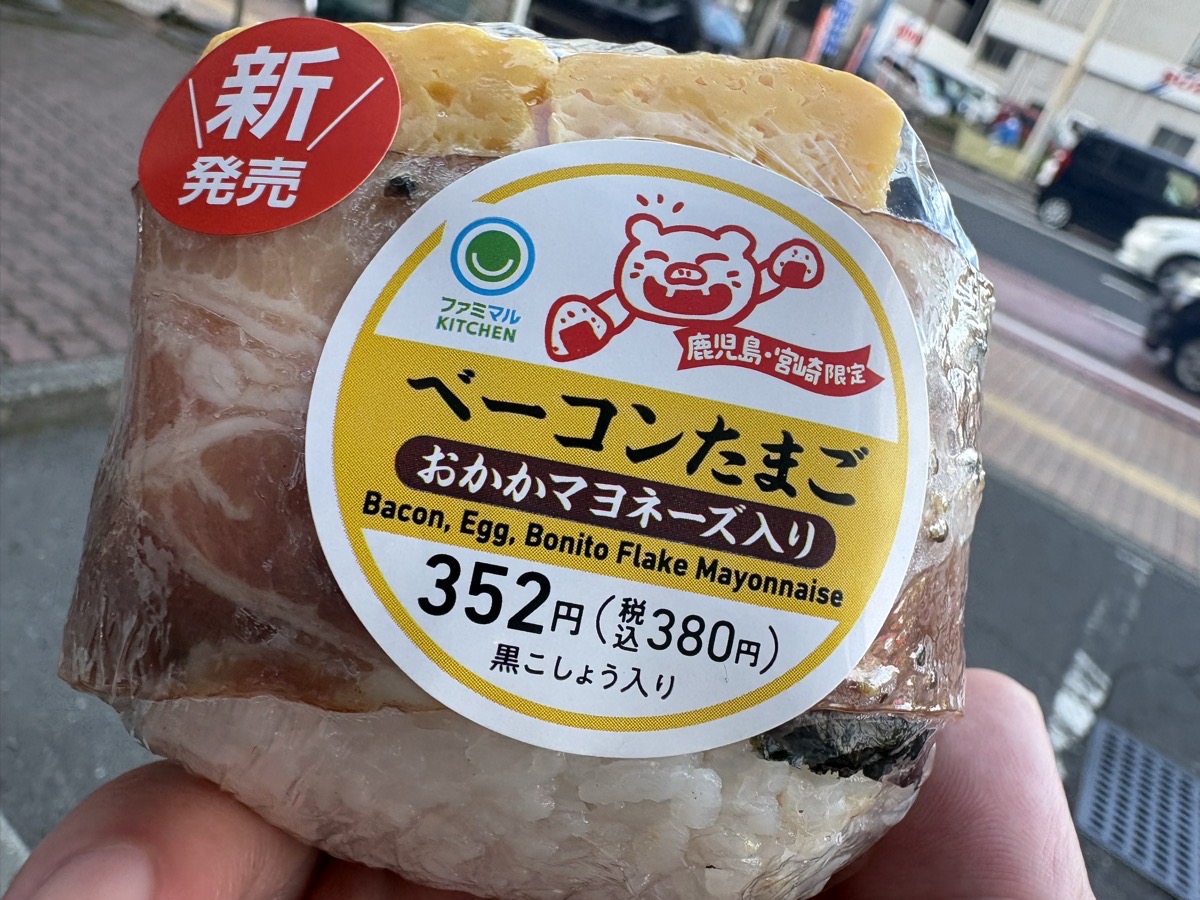 新
発売
ファミマル
KITCHEN
鹿児島・宮崎限定
ベーコンたまご
おかかマヨネーズ入り
Bacon, Egg, Bonito Flake Mayonnaise
352円(税込380円)
黒こしょう入り